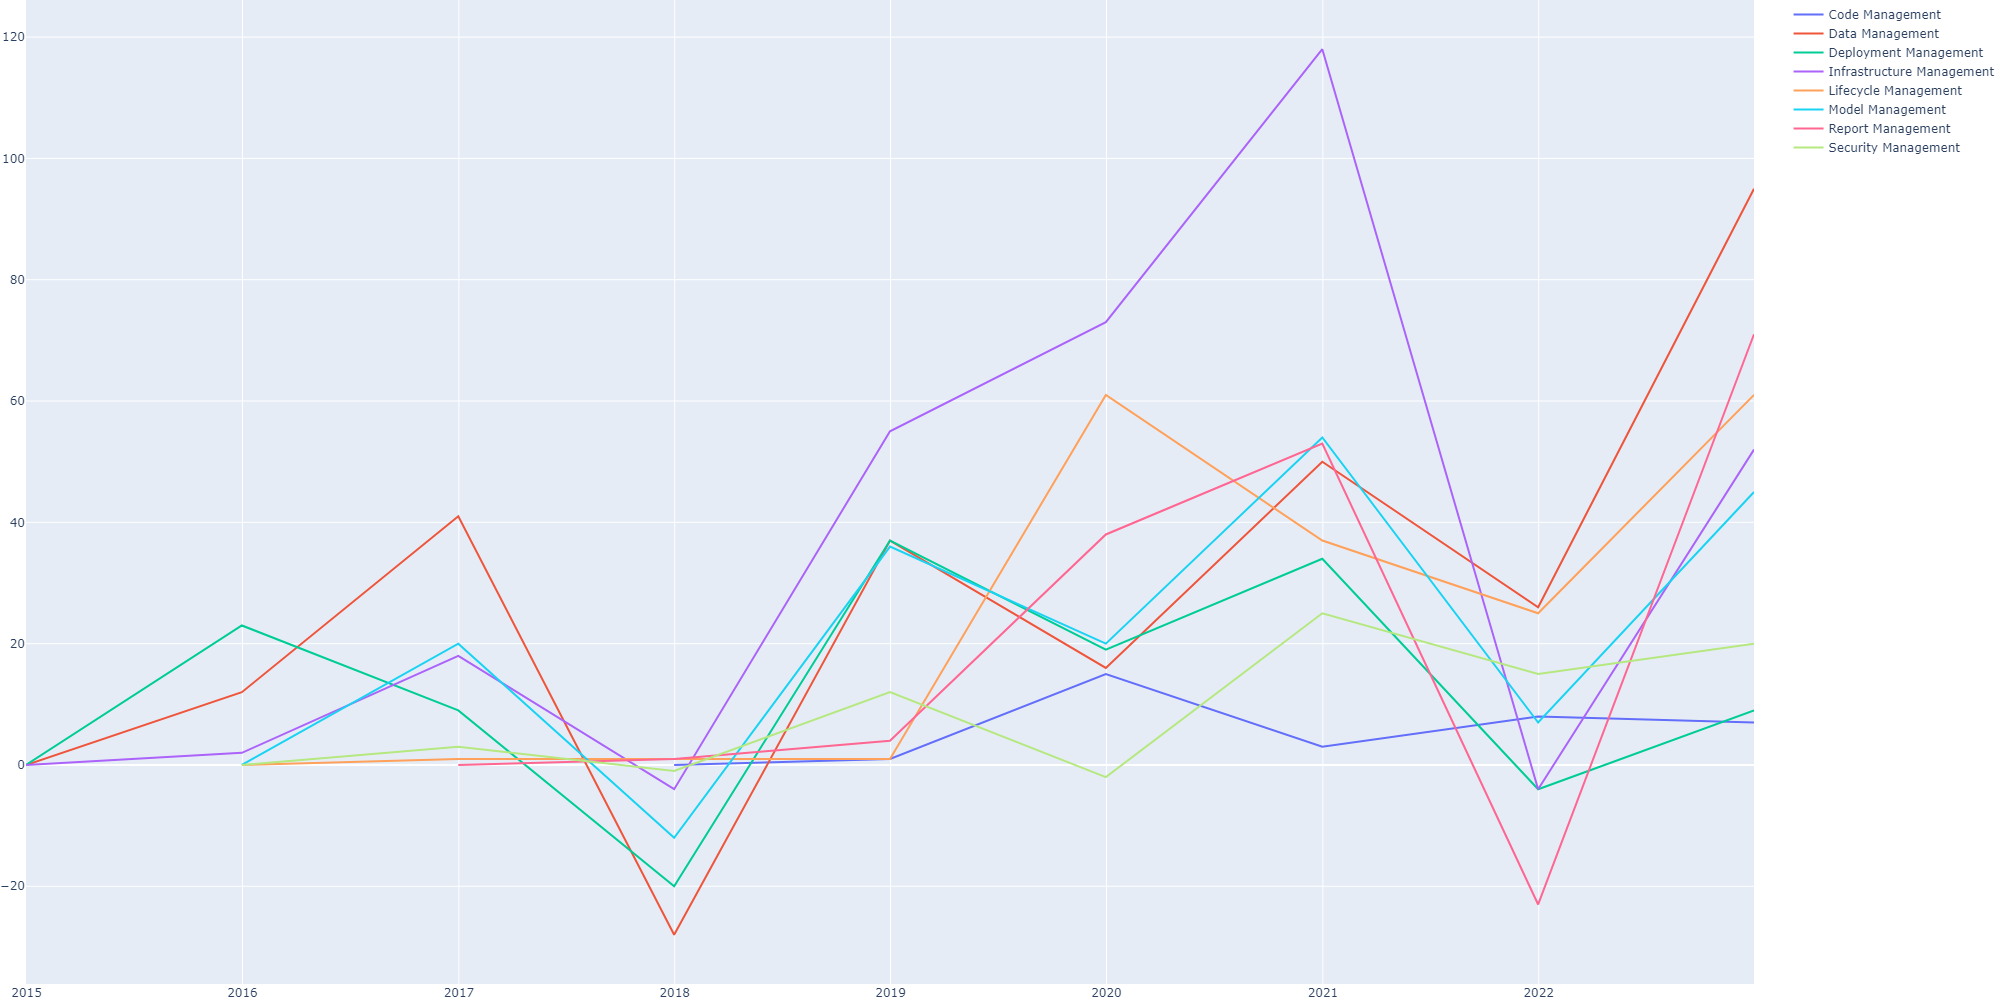 120
100
80
60
40
20
0
−20
2015 2016 2017 2018 2019 2020 2021 2022
Code Management
Data Management
Deployment Management
Infrastructure Management
Lifecycle Management
Model Management
Report Management
Security Management